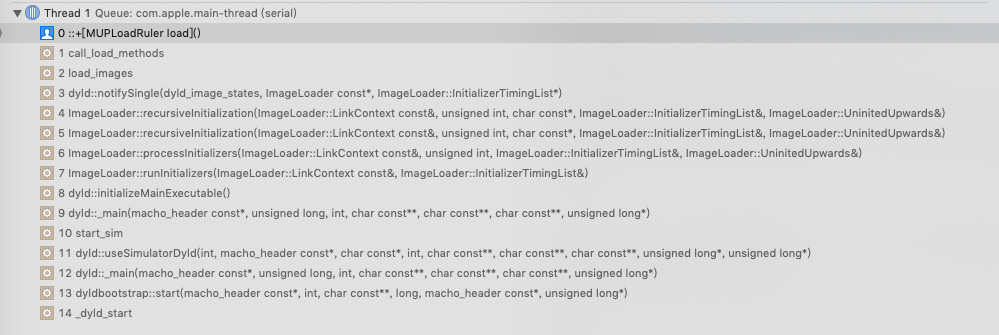 Thread 1 Queue: com.apple.main-thread (serial)
0 ::+[MUPLoadRuler load]()
1 call_load_methods
2 load_images
3 dyld::notifySingle(dyld_image_states, ImageLoader const*, ImageLoader::InitializerTimingList*)
4 ImageLoader::recursiveInitialization(ImageLoader::LinkContext const&, unsigned int, char const*, ImageLoader::InitializerTimingList&, ImageLoader::UninitedUpwards&)
5 ImageLoader::recursiveInitialization(ImageLoader::LinkContext const&, unsigned int, char const*, ImageLoader::InitializerTimingList&, ImageLoader::UninitedUpwards&)
6 ImageLoader::processInitializers(ImageLoader::LinkContext const&, unsigned int, ImageLoader::InitializerTimingList&, ImageLoader::UninitedUpwards&)
7 ImageLoader::runInitializers(ImageLoader::LinkContext const&, ImageLoader::InitializerTimingList&)
8 dyld::initializeMainExecutable()
9 dyld::_main(macho_header const*, unsigned long, int, char const**, char const**, char const**, unsigned long*)
10 start_sim
11 dyld::useSimulatorDyld(int, macho_header const*, char const*, int, char const**, char const**, char const**, unsigned long*, unsigned long*)
12 dyld::_main(macho_header const*, unsigned long, int, char const**, char const**, char const**, unsigned long*)
13 dyldbootstrap::start(macho_header const*, int, char const**, long, macho_header const*, unsigned long*)
14 _dyld_start